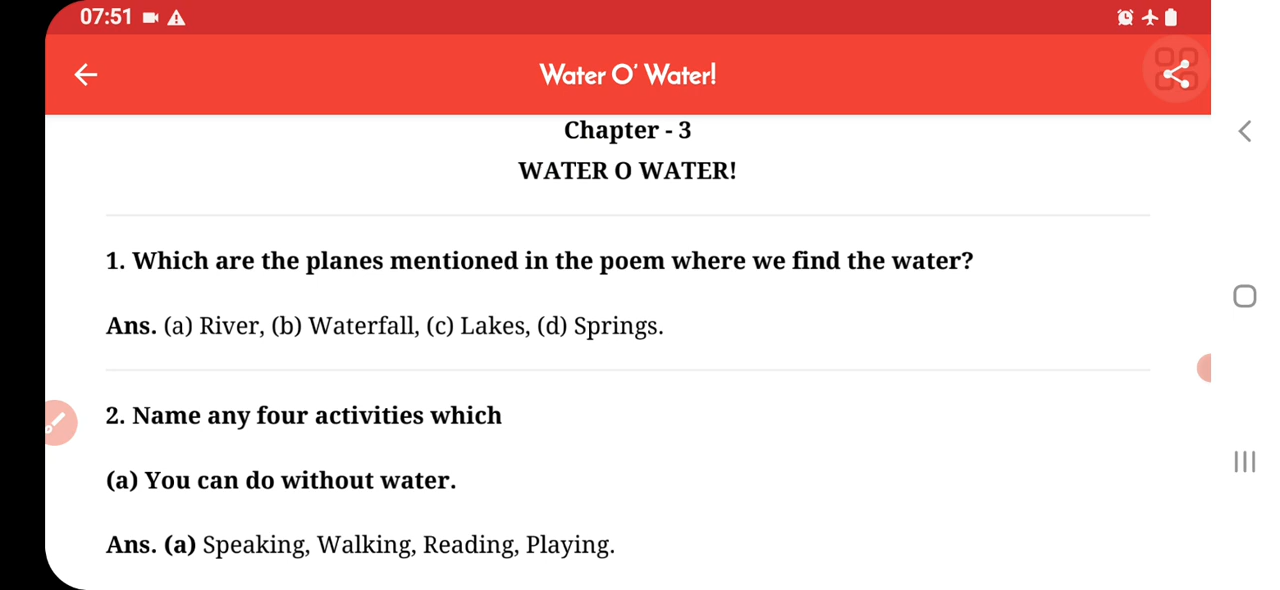 07:51
Water O' Water!
Chapter - 3
WATER O WATER!
1. Which are the planes mentioned in the poem where we find the water?
Ans. (a) River, (b) Waterfall, (c) Lakes, (d) Springs.
2. Name any four activities which
(a) You can do without water.
Ans. (a) Speaking, Walking, Reading, Playing.